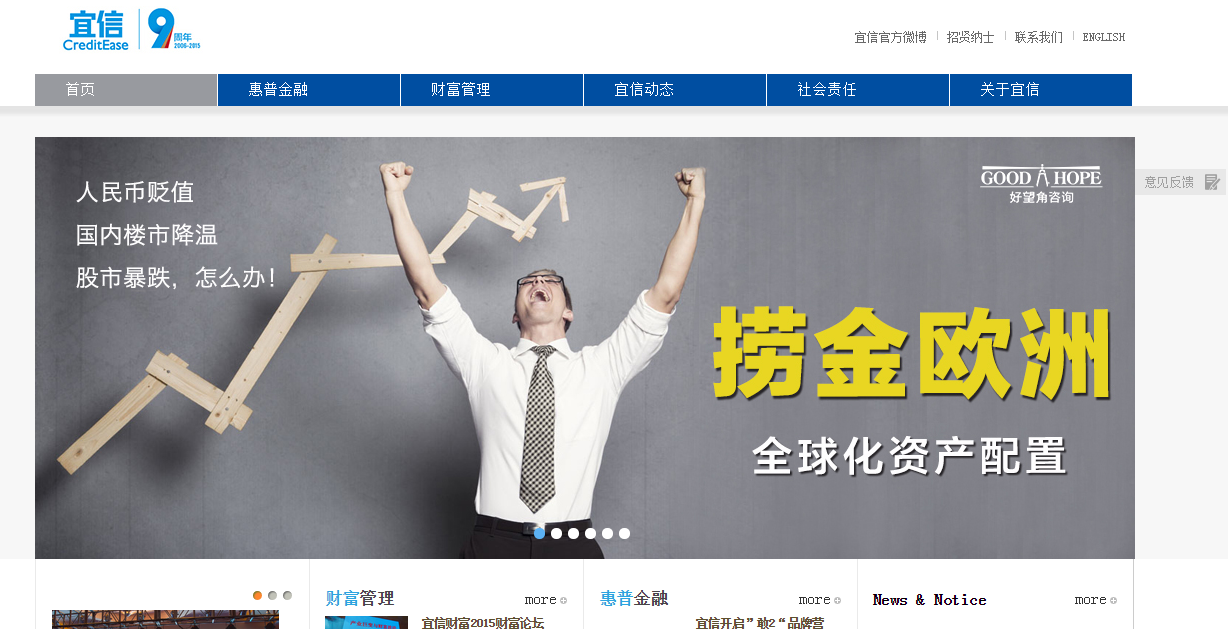 宜信
CreditEase
9
周年
2006-2015
宜信官方微博
招贤纳士
联系我们
ENGLISH
首页
惠普金融
财富管理
宜信动态
社会责任
关于宜信
人民币贬值
国内楼市降温
股市暴跌，怎么办！
GOOD HOPE
好望角咨询
意见反馈
捞金欧洲
全球化资产配置
财富管理
more
宜信财富2015财富论坛
惠普金融
more
宜信开启”敢2“品牌营
News & Notice
more